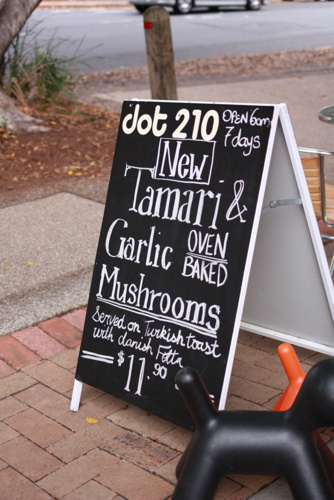 dot 210 OPEN 6am
7 days
New
Tamari &
Garlic OVEN
BAKED
Mushrooms
Served on Turkish toast
with danish Fetta
$11.90